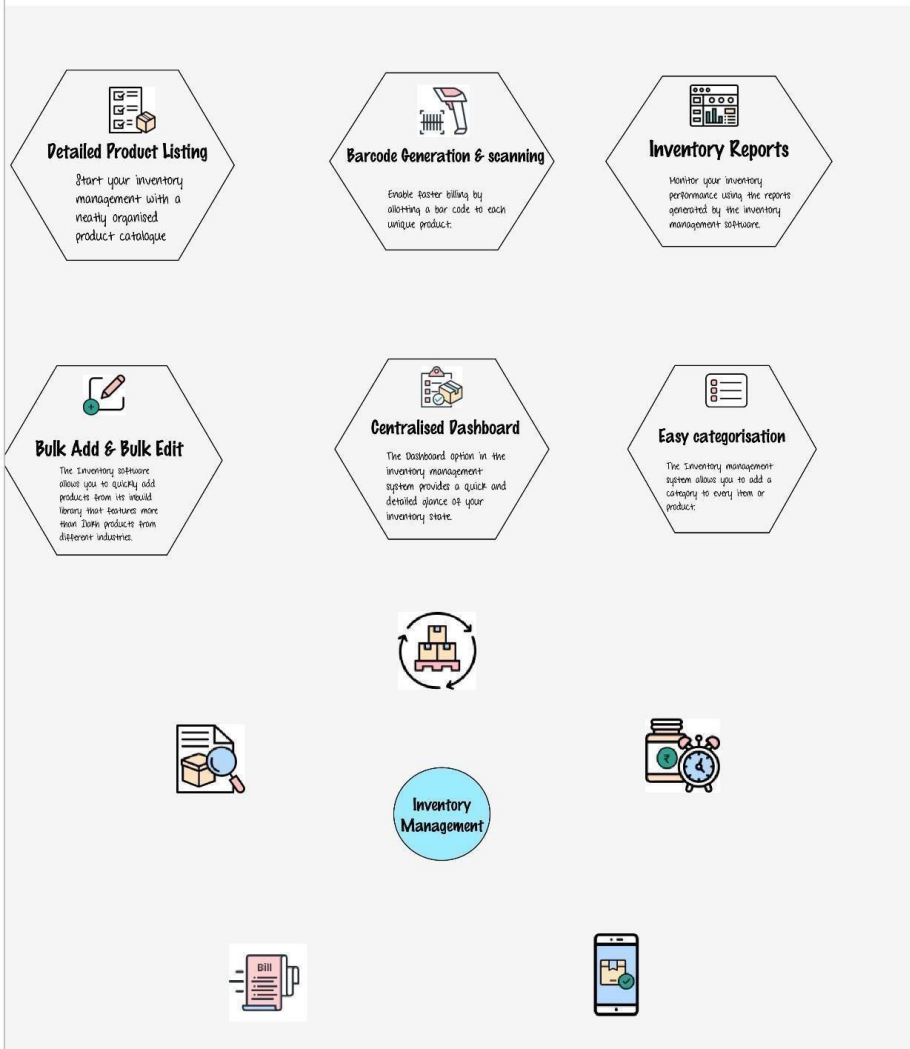 Detailed Product Listing
Start your inventory
management with a
neatly organised
product catalogue
Barcode Generation & scanning
Enable faster billing by
allotting a bar code to each
unique product.
Inventory Reports
Monitor your inventory
performance using the reports
generated by the inventory
management software.
Bulk Add & Bulk Edit
The Inventory software
allows you to quickly add
products from its
library that features more
than products from
different industries.
Centralised Dashboard
The Dashboard option in the
inventory management
system provides a quick and
detailed glance of your
inventory state.
Easy categorisation
The Inventory management
system allows you to add a
category to every item or
product.
₹
Inventory
Management
Bill